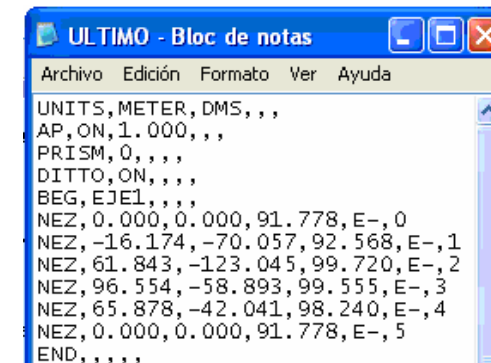 ULTIMO - Bloc de notas
Archivo Edición Formato Ver Ayuda
UNITS,METER,DMS,,,
AP,ON,1.000,,,
PRISM,0,,,,
DITTO,ON,,,,
BEG,EJE1,,,,
NEZ,0.000,0.000,91.778,E-,0
NEZ,-16.174,-70.057,92.568,E-,1
NEZ,61.843,-123.045,99.720,E-,2
NEZ,96.554,-58.893,99.555,E-,3
NEZ,65.878,-42.041,98.240,E-,4
NEZ,0.000,0.000,91.778,E-,5
END,,,,,